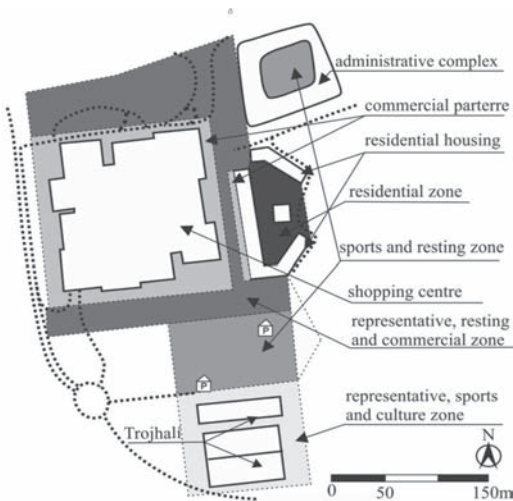 administrative complex
commercial parterre
residential housing
residential zone
sports and resting zone
shopping centre
representative, resting
and commercial zone
P
P
representative, sports
and culture zone
Trojhalí
N
0
50
150m